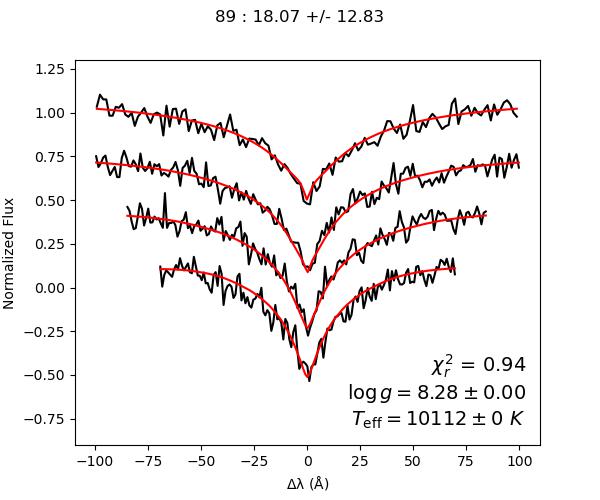 89 : 18.07 +/- 12.83
1.25
1.00
0.75
0.50
0.25
0.00
−0.25
−0.50
−0.75
Normalized Flux
χ²ᵣ = 0.94
log g = 8.28 ± 0.00
T_eff = 10112 ± 0 K
−100 −75 −50 −25 0 25 50 75 100
Δλ (Å)